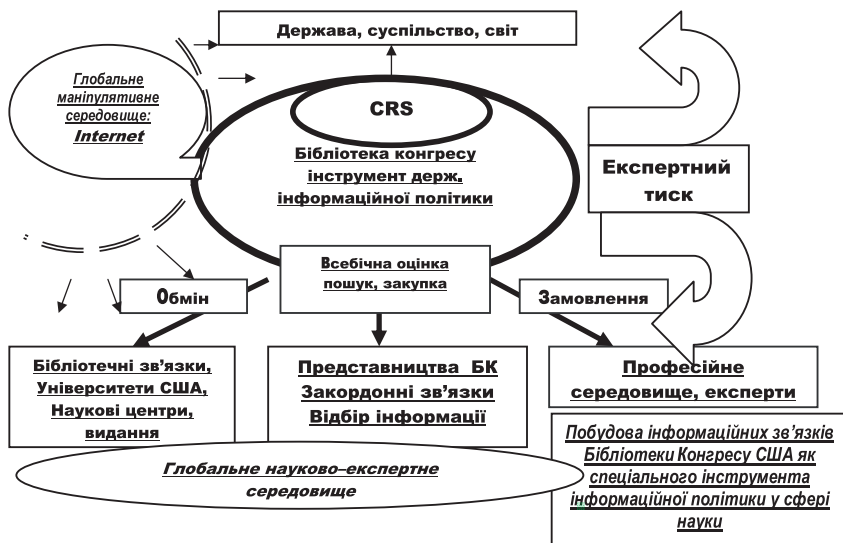 Держава, суспільство, світ
Глобальне
маніпулятивне
середовище:
Internet
CRS
Бібліотека конгресу
інструмент держ.
інформаційної політики
Експертний
тиск
Всебічна оцінка
пошук, закупка
Обмін
Замовлення
Бібліотечні зв’язки,
Університети США,
Наукові центри,
видання
Представництва БК
Закордонні зв’язки
Відбір інформації
Професійне
середовище, експерти
Глобальне науково–експертне
середовище
Побудова інформаційних зв’язків
Бібліотеки Конгресу США як
спеціального інструмента
інформаційної політики у сфері
науки